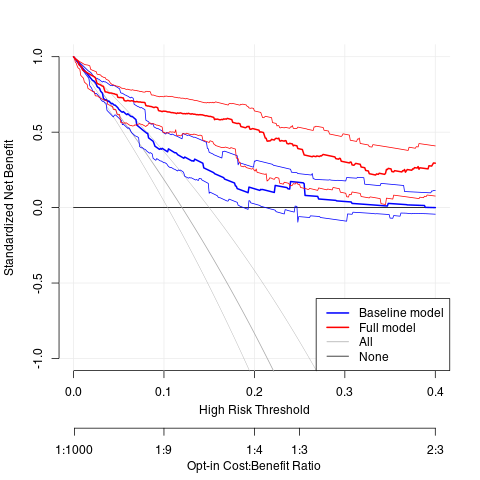 Standardized Net Benefit
1.0
0.5
0.0
-0.5
-1.0
Baseline model
Full model
All
None
0.0 0.1 0.2 0.3 0.4
High Risk Threshold
1:1000 1:9 1:4 1:3 2:3
Opt-in Cost:Benefit Ratio